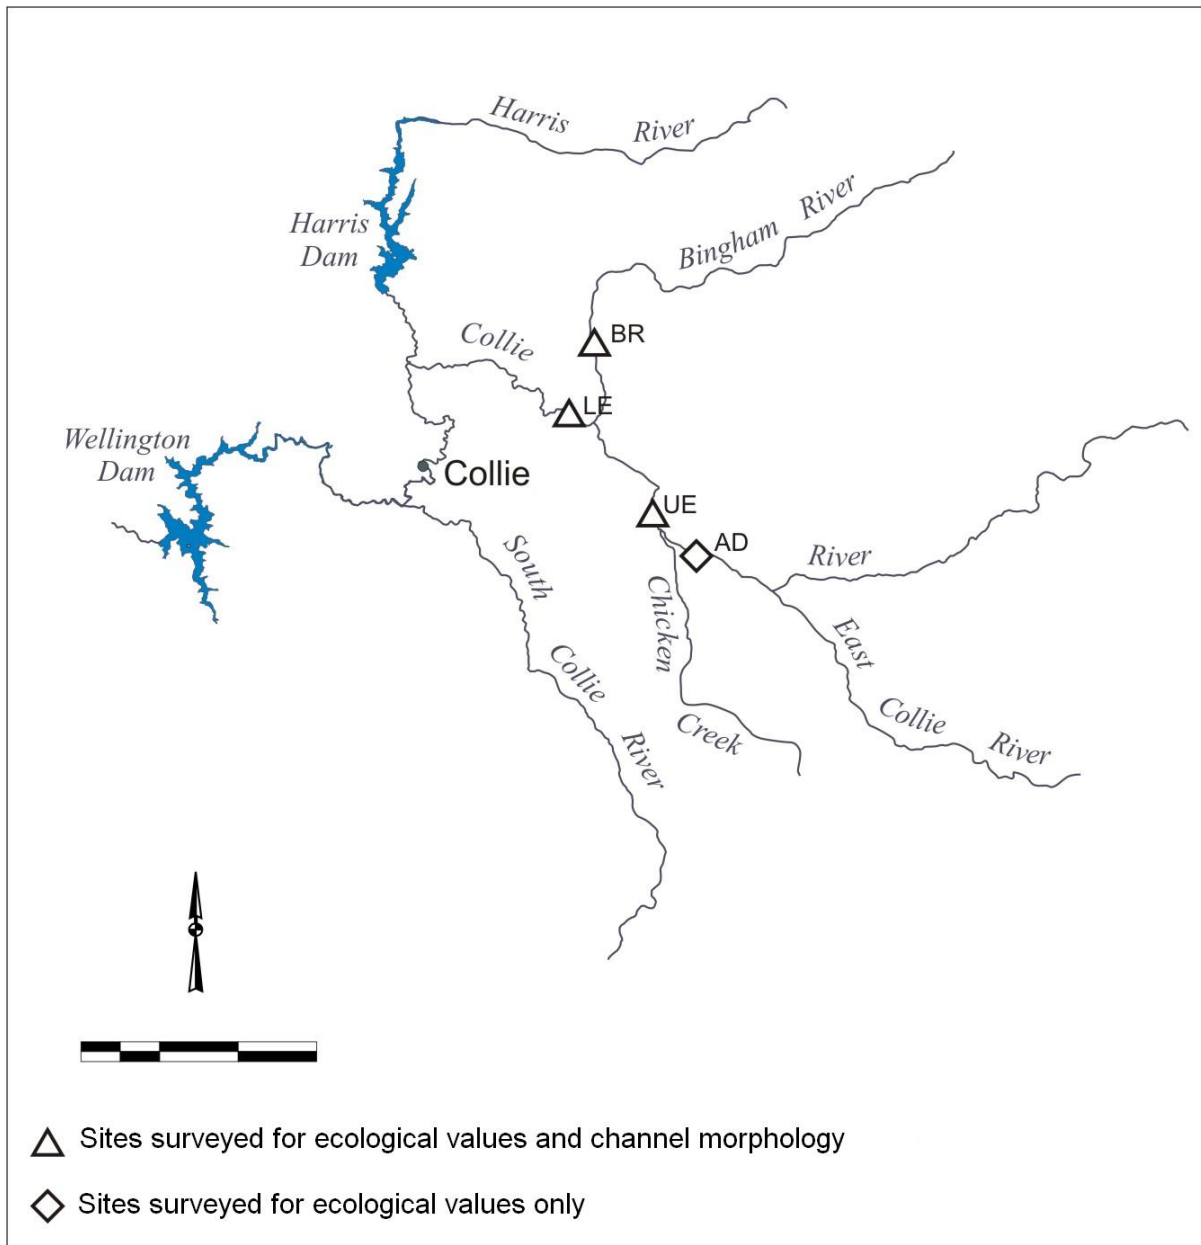 Harris River
Bingham River
Harris
Dam
Collie
BR
LE
Wellington
Dam
Collie
UE
AD
River
South
Collie
River
Chicken
Creek
East
Collie
River
Sites surveyed for ecological values and channel morphology
Sites surveyed for ecological values only